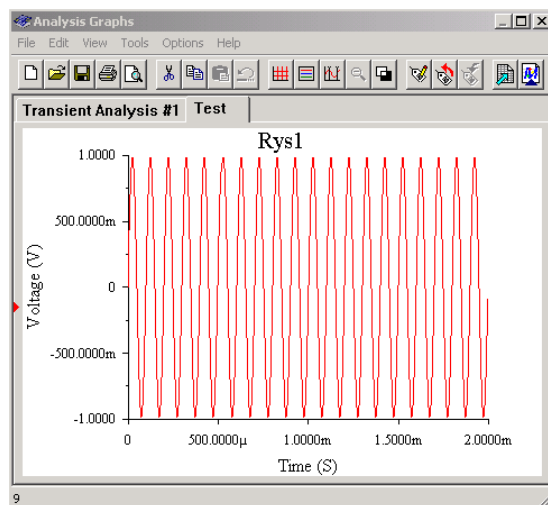 Analysis Graphs
File Edit View Tools Options Help
Transient Analysis #1 Test
Rys1
Voltage (V)
1.0000
500.0000m
0
-500.0000m
-1.0000
0 500.0000µ 1.0000m 1.5000m 2.0000m
Time (S)
9